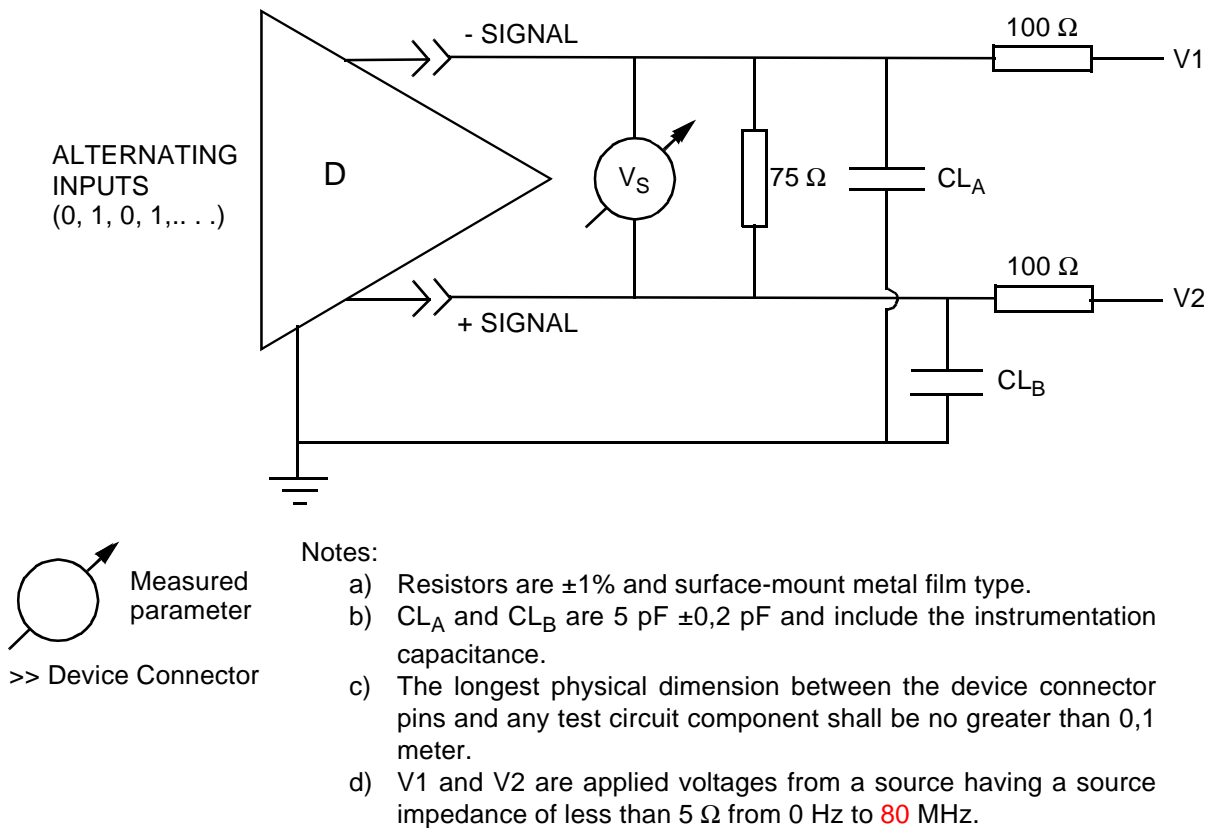 - SIGNAL
100 Ω
V1
ALTERNATING
INPUTS
(0, 1, 0, 1,.. . .)
D
VS
75 Ω
CLA
100 Ω
V2
+ SIGNAL
CLB
Measured
parameter
>> Device Connector
Notes:
a) Resistors are ±1% and surface-mount metal film type.
b) CLA and CLB are 5 pF ±0,2 pF and include the instrumentation
capacitance.
c) The longest physical dimension between the device connector
pins and any test circuit component shall be no greater than 0,1
meter.
d) V1 and V2 are applied voltages from a source having a source
impedance of less than 5 Ω from 0 Hz to 80 MHz.